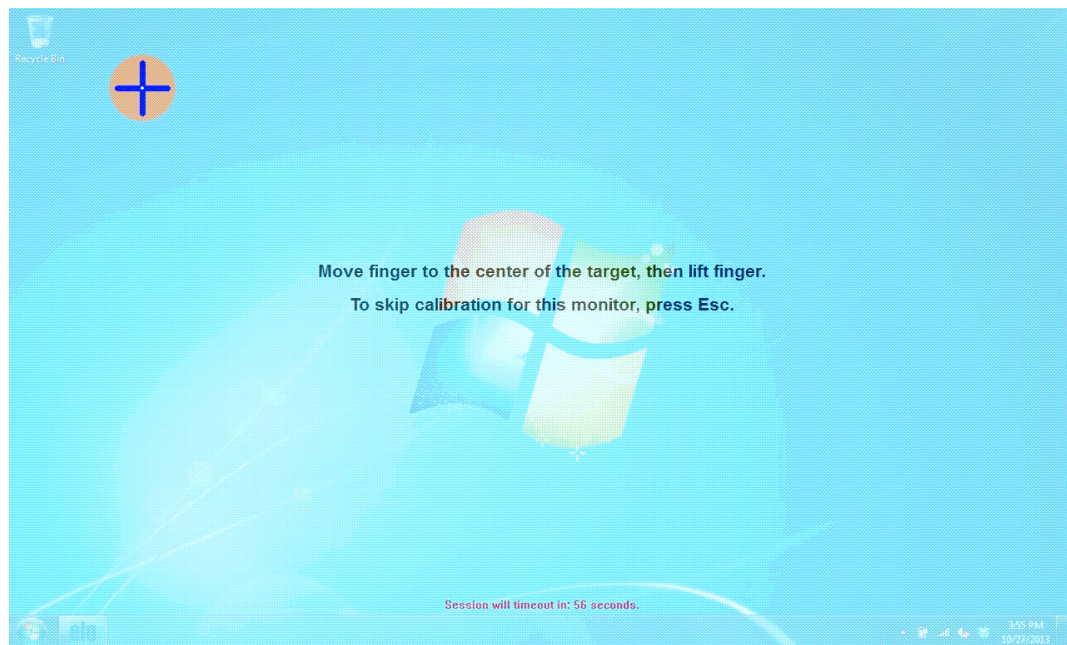 Recycle Bin
Move finger to the center of the target, then lift finger.
To skip calibration for this monitor, press Esc.
Session will timeout in: 56 seconds.
elo
3:55 PM
10/27/2013